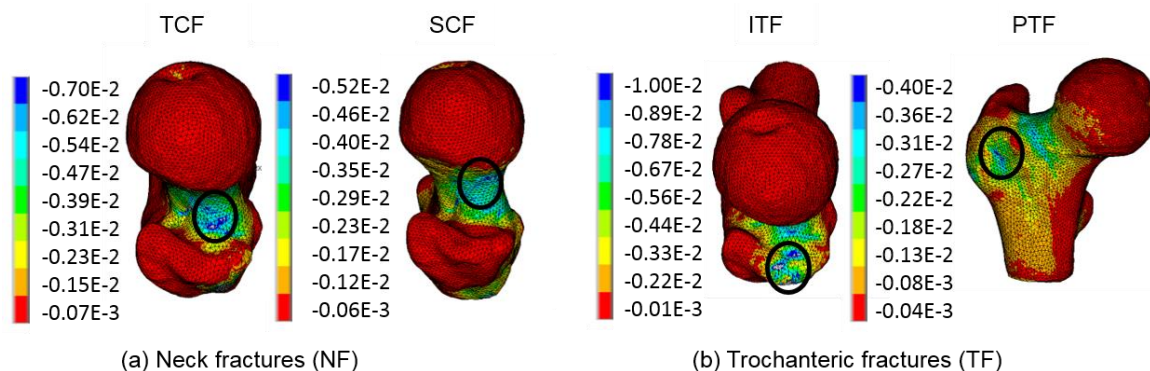 TCF
SCF
ITF
PTF
-0.70E-2
-0.62E-2
-0.54E-2
-0.47E-2
-0.39E-2
-0.31E-2
-0.23E-2
-0.15E-2
-0.07E-3
-0.52E-2
-0.46E-2
-0.40E-2
-0.35E-2
-0.29E-2
-0.23E-2
-0.17E-2
-0.12E-2
-0.06E-3
-1.00E-2
-0.89E-2
-0.78E-2
-0.67E-2
-0.56E-2
-0.44E-2
-0.33E-2
-0.22E-2
-0.01E-3
-0.40E-2
-0.36E-2
-0.31E-2
-0.27E-2
-0.22E-2
-0.18E-2
-0.13E-2
-0.08E-3
-0.04E-3
(a) Neck fractures (NF)
(b) Trochanteric fractures (TF)